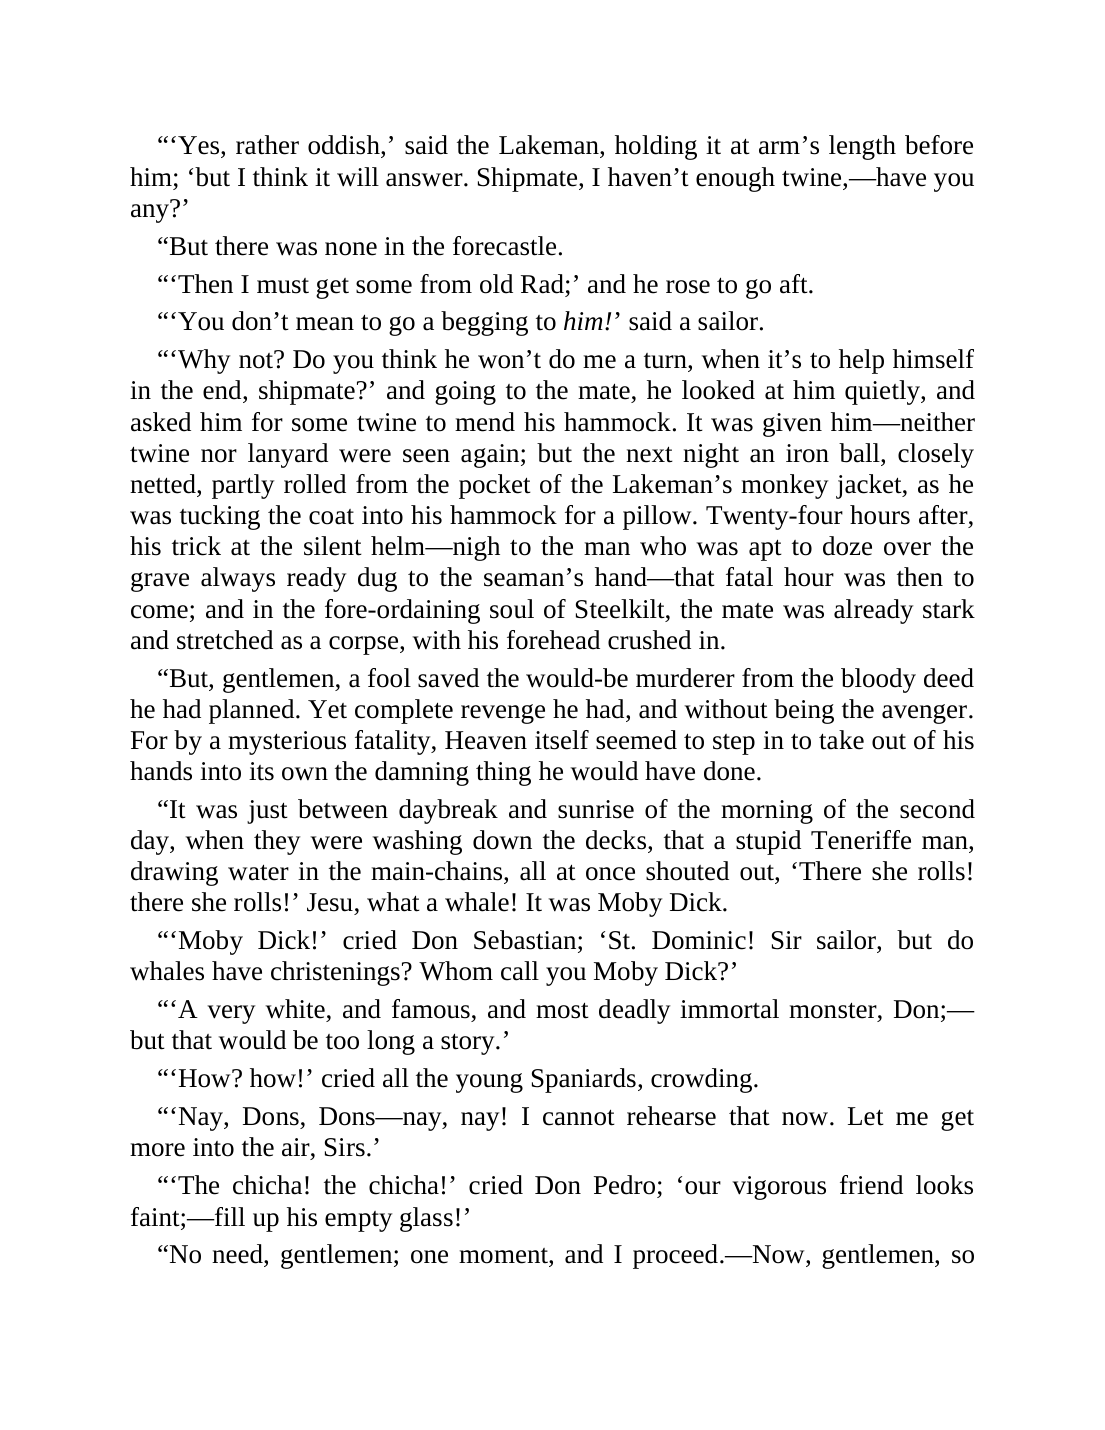 “‘Yes, rather oddish,’ said the Lakeman, holding it at arm’s length before
him; ‘but I think it will answer. Shipmate, I haven’t enough twine,—have you
any?’
“But there was none in the forecastle.
“‘Then I must get some from old Rad;’ and he rose to go aft.
“‘You don’t mean to go a begging to him!’ said a sailor.
“‘Why not? Do you think he won’t do me a turn, when it’s to help himself
in the end, shipmate?’ and going to the mate, he looked at him quietly, and
asked him for some twine to mend his hammock. It was given him—neither
twine nor lanyard were seen again; but the next night an iron ball, closely
netted, partly rolled from the pocket of the Lakeman’s monkey jacket, as he
was tucking the coat into his hammock for a pillow. Twenty-four hours after,
his trick at the silent helm—nigh to the man who was apt to doze over the
grave always ready dug to the seaman’s hand—that fatal hour was then to
come; and in the fore-ordaining soul of Steelkilt, the mate was already stark
and stretched as a corpse, with his forehead crushed in.
“But, gentlemen, a fool saved the would-be murderer from the bloody deed
he had planned. Yet complete revenge he had, and without being the avenger.
For by a mysterious fatality, Heaven itself seemed to step in to take out of his
hands into its own the damning thing he would have done.
“It was just between daybreak and sunrise of the morning of the second
day, when they were washing down the decks, that a stupid Teneriffe man,
drawing water in the main-chains, all at once shouted out, ‘There she rolls!
there she rolls!’ Jesu, what a whale! It was Moby Dick.
“‘Moby Dick!’ cried Don Sebastian; ‘St. Dominic! Sir sailor, but do
whales have christenings? Whom call you Moby Dick?’
“‘A very white, and famous, and most deadly immortal monster, Don;—
but that would be too long a story.’
“‘How? how!’ cried all the young Spaniards, crowding.
“‘Nay, Dons, Dons—nay, nay! I cannot rehearse that now. Let me get
more into the air, Sirs.’
“‘The chicha! the chicha!’ cried Don Pedro; ‘our vigorous friend looks
faint;—fill up his empty glass!’
“No need, gentlemen; one moment, and I proceed.—Now, gentlemen, so